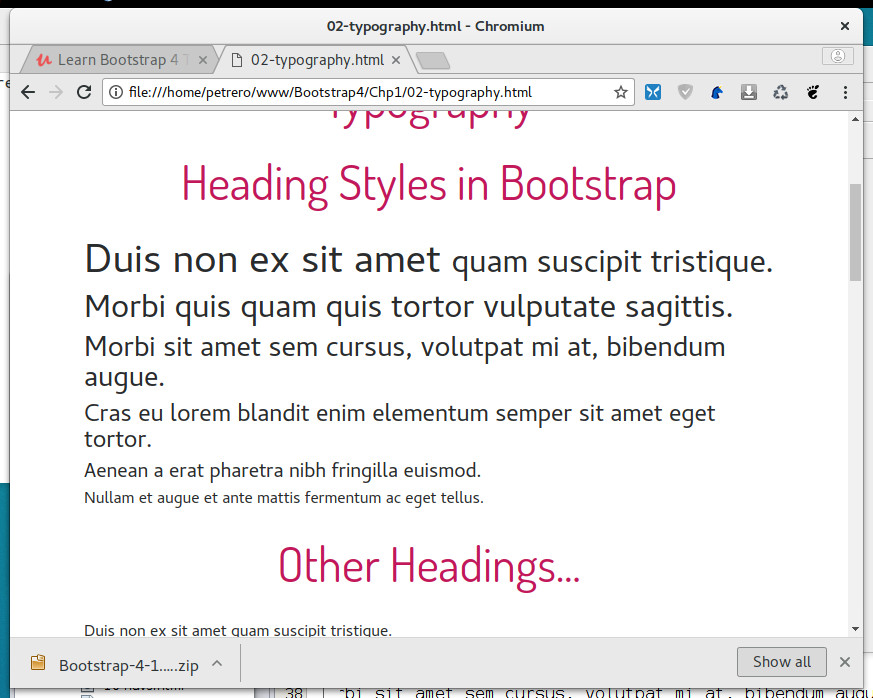 02-typography.html - Chromium
Learn Bootstrap 4 T
02-typography.html
file:///home/petrero/www/Bootstrap4/Chp1/02-typography.html
Typography
Heading Styles in Bootstrap
Duis non ex sit amet quam suscipit tristique.
Morbi quis quam quis tortor vulputate sagittis.
Morbi sit amet sem cursus, volutpat mi at, bibendum
augue.
Cras eu lorem blandit enim elementum semper sit amet eget
tortor.
Aenean a erat pharetra nibh fringilla euismod.
Nullam et augue et ante mattis fermentum ac eget tellus.
Other Headings...
Duis non ex sit amet quam suscipit tristique.
Bootstrap-4-1.....zip
Show all
38 rbi sit amet sem cursus, volutpat mi at, bibendum augu